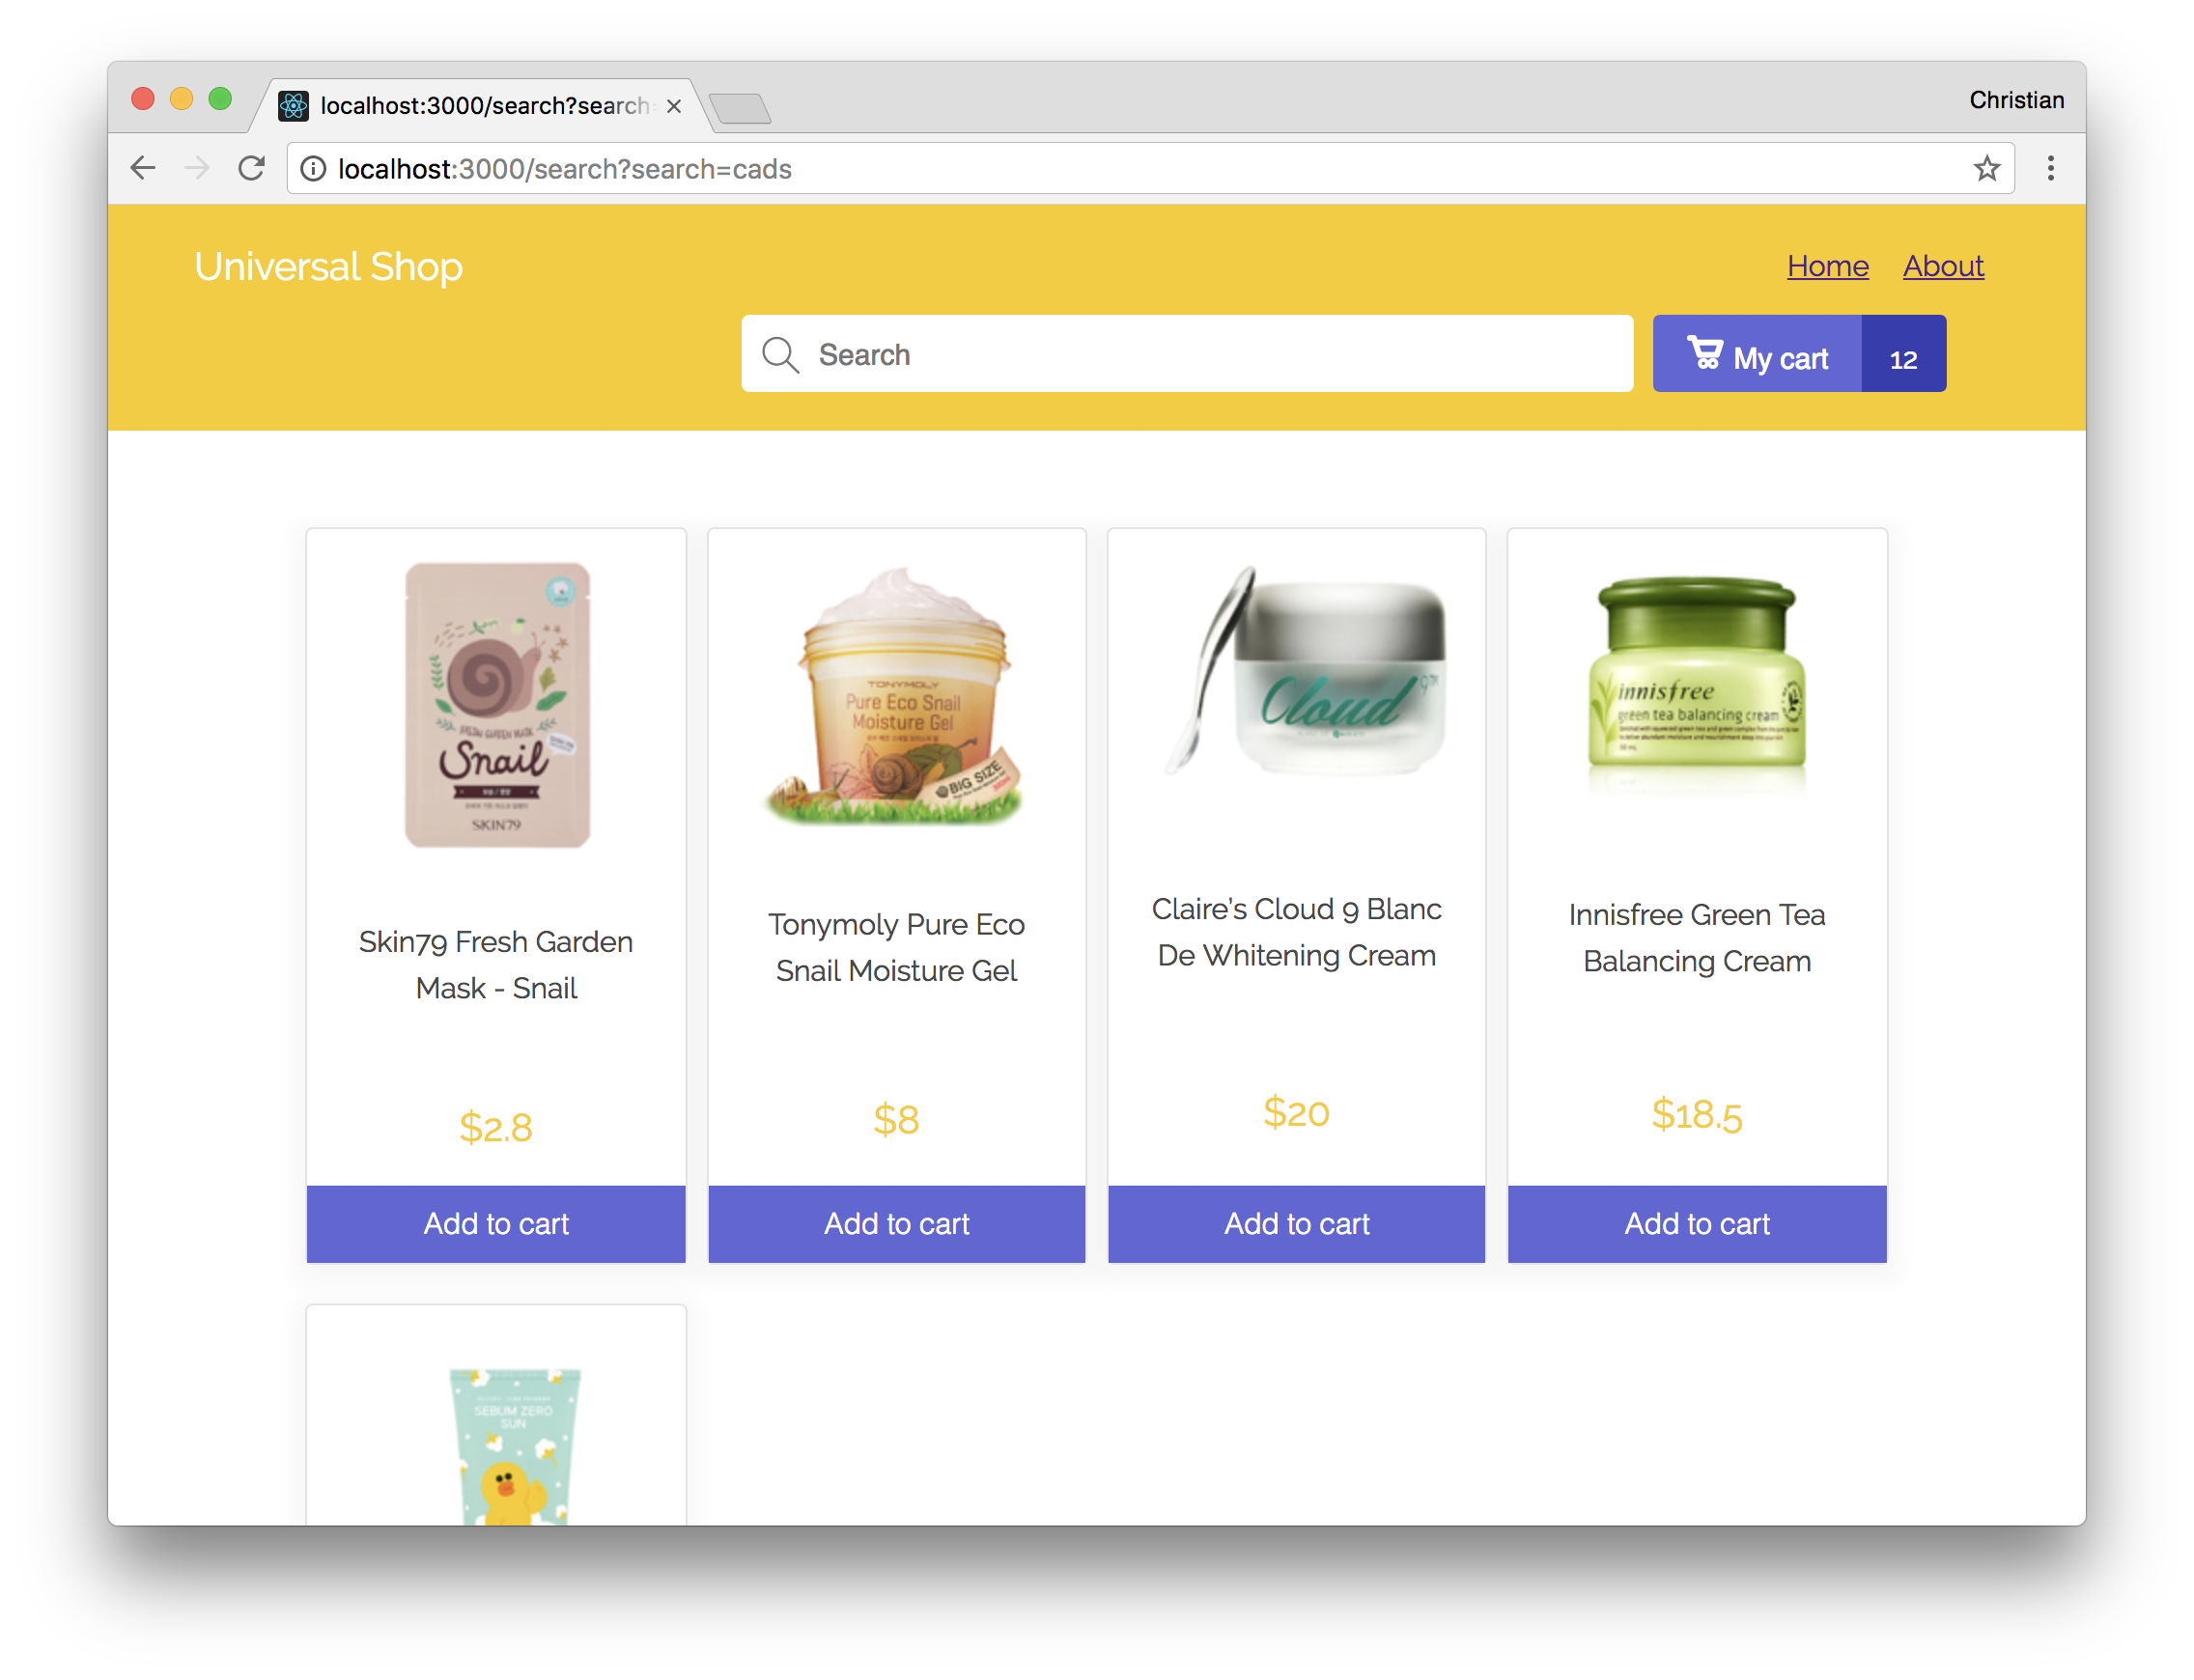 Christian
localhost:3000/search?search
localhost:3000/search?search=cads
Universal Shop
Home About
Search
My cart 12
FRESH GARDEN MASK
Snail
SKIN79
TONYMOLY
Pure Eco Snail
Moisture Gel
BIG SIZE
Cloud 9
innisfree
green tea balancing cream
Skin79 Fresh Garden
Mask - Snail
Tonymoly Pure Eco
Snail Moisture Gel
Claire's Cloud 9 Blanc
De Whitening Cream
Innisfree Green Tea
Balancing Cream
$2.8
$8
$20
$18.5
Add to cart
Add to cart
Add to cart
Add to cart
SEBUM ZERO
SUN